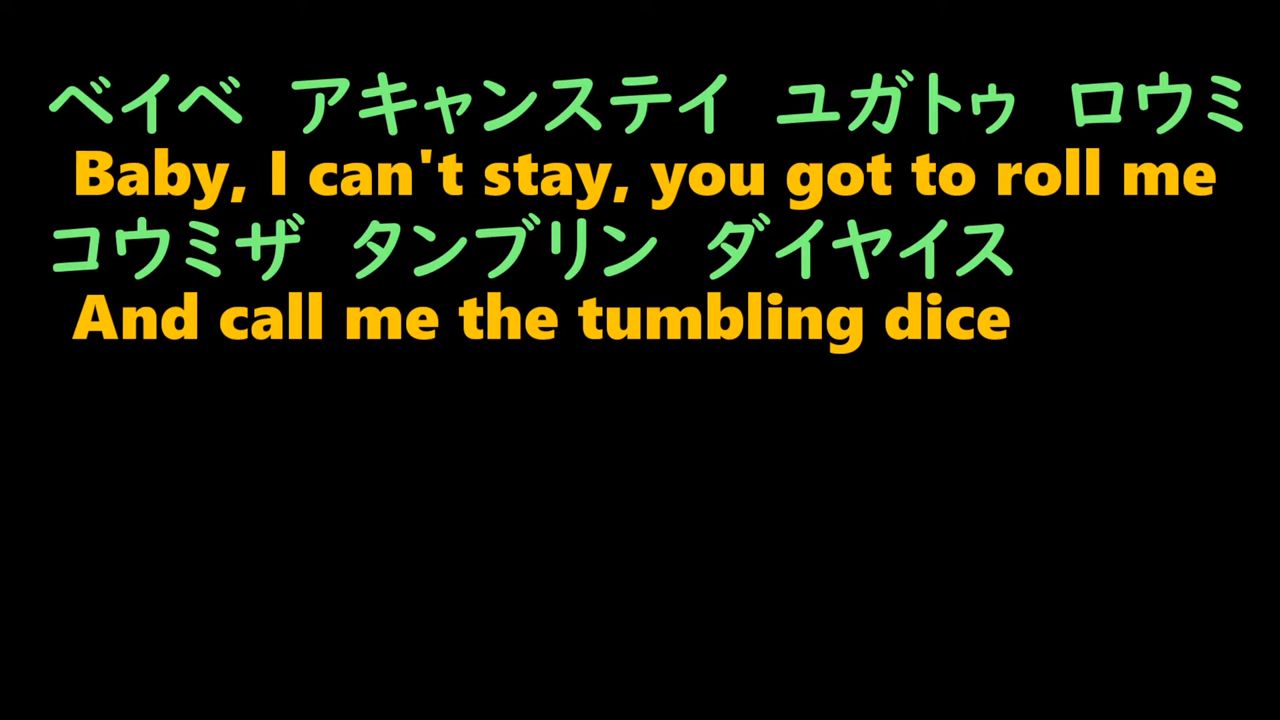 ベイベ アキャンステイ ユガトゥ ロウミ
Baby, I can't stay, you got to roll me
コウミザ タンブリン ダイヤイス
And call me the tumbling dice